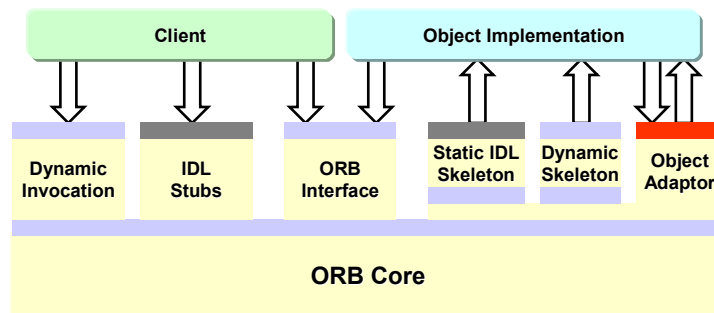 Client
Object Implementation
Dynamic
Invocation
IDL
Stubs
ORB
Interface
Static IDL
Skeleton
Dynamic
Skeleton
Object
Adaptor
ORB Core